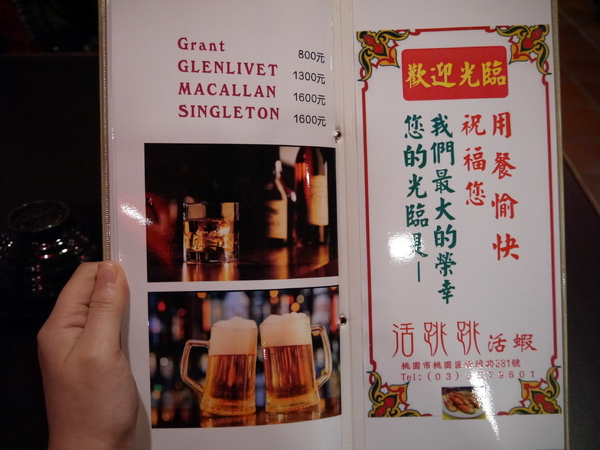 Grant 800元
GLENLIVET 1300元
MACALLAN 1600元
SINGLETON 1600元
歡迎光臨
用餐愉快
祝福您
我們最大的榮幸
您的光臨是—
活跳跳活蝦
桃園市桃園區
Tel:(03)